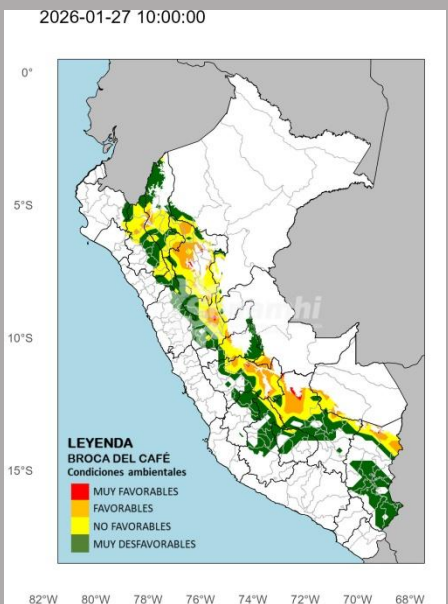 2026-01-27 10:00:00
0°
5°S
10°S
15°S
senamhi
LEYENDA
BROCA DEL CAFÉ
Condiciones ambientales
MUY FAVORABLES
FAVORABLES
NO FAVORABLES
MUY DESFAVORABLES
82°W 80°W 78°W 76°W 74°W 72°W 70°W 68°W